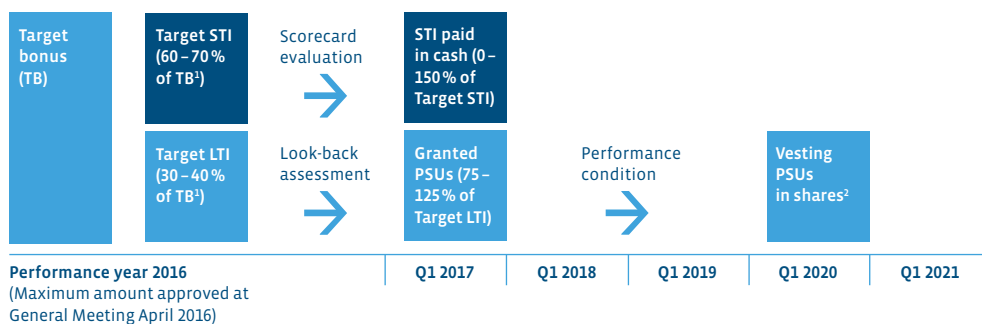 Target
bonus
(TB)
Target STI
(60 – 70 %
of TB¹)
Scorecard
evaluation
STI paid
in cash (0 –
150 % of
Target STI)
Target LTI
(30 – 40 %
of TB¹)
Look-back
assessment
Granted
PSUs (75 –
125 % of
Target LTI)
Performance
condition
Vesting
PSUs
in shares²
Performance year 2016
(Maximum amount approved at
General Meeting April 2016)
Q1 2017
Q1 2018
Q1 2019
Q1 2020
Q1 2021